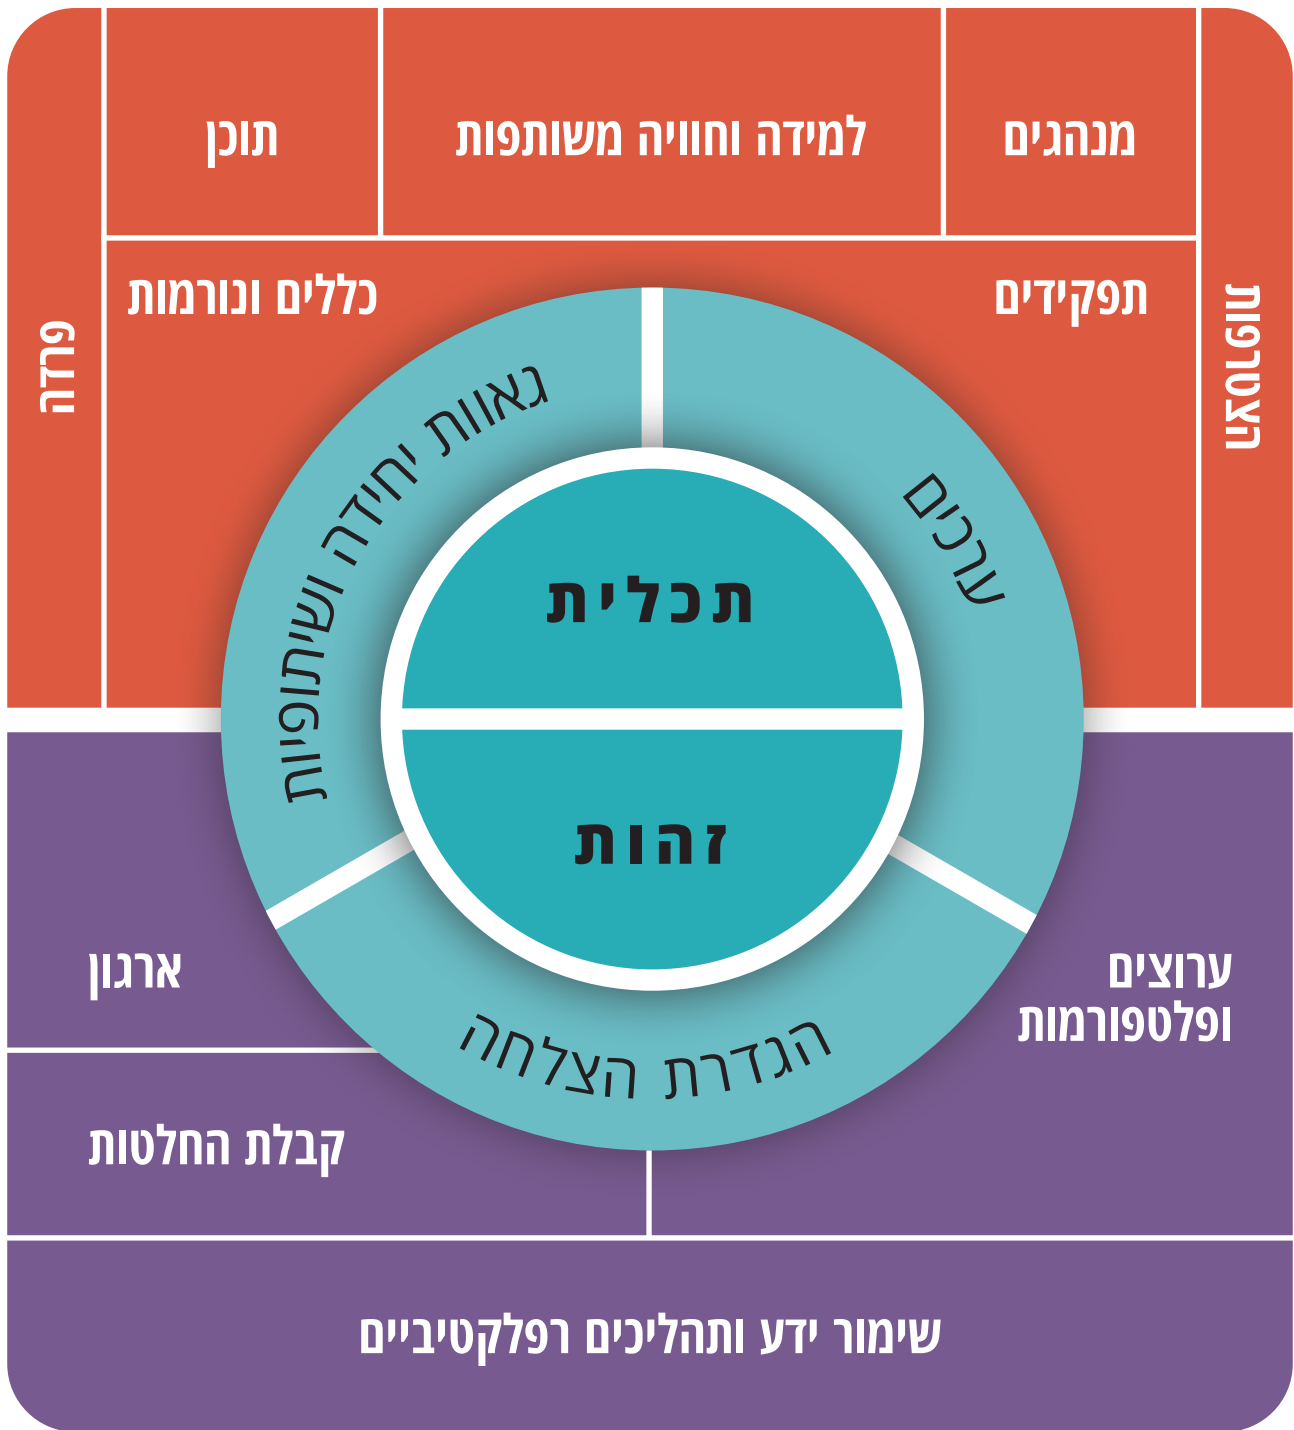 מנהגים
למידה וחוויה משותפות
תוכן
הצטרפות
תפקידים
כללים ונורמות
פרדה
ערכים
גאוות יחידה ושיתופיות
תכלית
זהות
הגדרת הצלחה
ערוצים
ופלטפורמות
ארגון
קבלת החלטות
שימור ידע ותהליכים רפלקטיביים